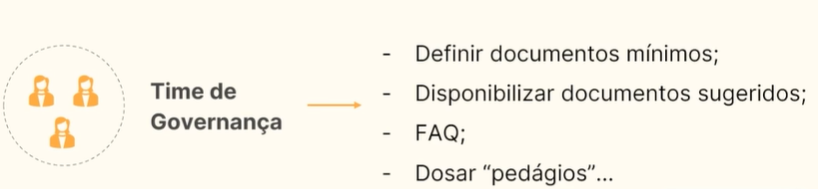 Time de
Governança
- Definir documentos mínimos;
- Disponibilizar documentos sugeridos;
- FAQ;
- Dosar “pedágios”...